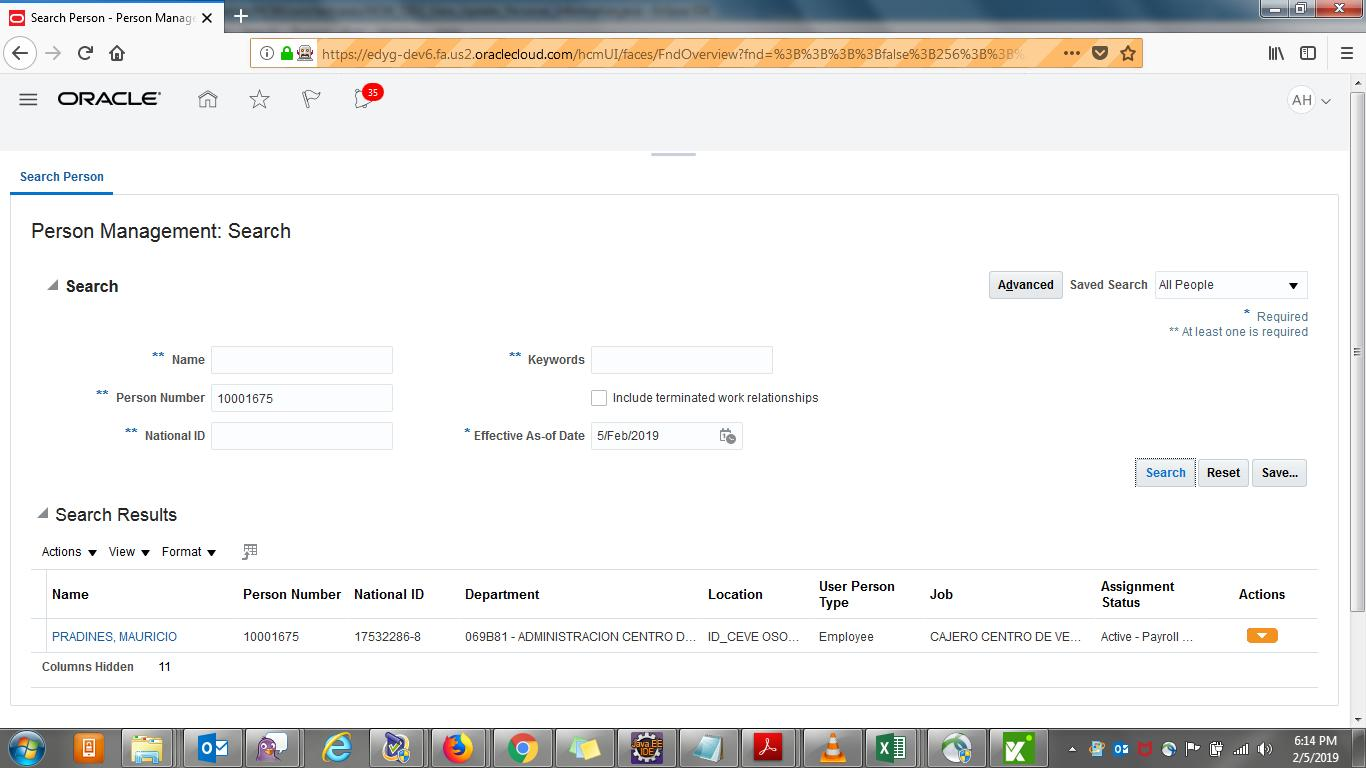 Search Person - Person Manage
https://edyg-dev6.fa.us2.oraclecloud.com/hcmUI/faces/FndOverview?fnd=%3B%3B%3B%3Bfalse%3B256%3B%3B%
ORACLE
35
AH
Search Person
Person Management: Search
Search
Advanced Saved Search All People
* Required
** At least one is required
** Name
** Keywords
** Person Number 10001675
Include terminated work relationships
** National ID
* Effective As-of Date 5/Feb/2019
Search Reset Save...
Search Results
Actions View Format
Name Person Number National ID Department Location User Person Type Job Assignment Status Actions
PRADINES, MAURICIO 10001675 17532286-8 069B81 - ADMINISTRACION CENTRO D... ID_CEVE OSO... Employee CAJERO CENTRO DE VE... Active - Payroll ...
Columns Hidden 11
Java EE
IDE
6:14 PM
2/5/2019